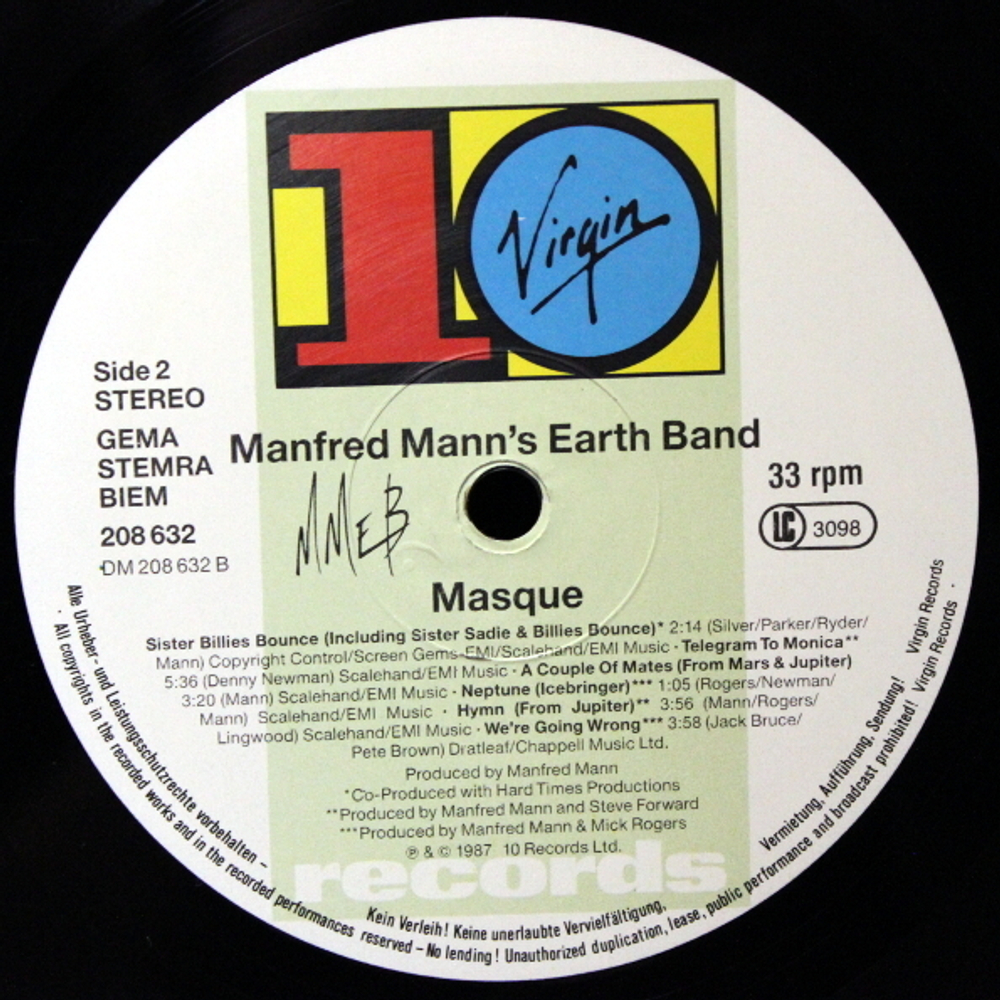 10
Virgin
Side 2
STEREO
GEMA
STEMRA
BIEM
208 632
DM 208 632 B
Manfred Mann's Earth Band
MMEB
33 rpm
LC 3098
Masque
Sister Billies Bounce (Including Sister Sadie & Billies Bounce)* 2:14 (Silver/Parker/Ryder/
Mann) Copyright Control/Screen Gems-EMI/Scalehand/EMI Music · Telegram To Monica**
5:36 (Denny Newman) Scalehand/EMI Music · A Couple Of Mates (From Mars & Jupiter)
3:20 (Mann) Scalehand/EMI Music · Neptune (Icebringer)*** 1:05 (Rogers/Newman/
Mann) Scalehand/EMI Music · Hymn (From Jupiter)** 3:56 (Mann/Rogers/
Lingwood) Scalehand/EMI Music · We're Going Wrong*** 3:58 (Jack Bruce/
Pete Brown) Dratleaf/Chappell Music Ltd.
Produced by Manfred Mann
*Co-Produced with Hard Times Productions
**Produced by Manfred Mann and Steve Forward
***Produced by Manfred Mann & Mick Rogers
℗ & © 1987 10 Records Ltd.
records
Alle Urheber- und Leistungsschutzrechte vorbehalten – Kein Verleih! Keine unerlaubte Vervielfältigung, Vermietung, Aufführung, Sendung! Virgin Records
· All copyrights in the recorded works and in the recorded performances reserved – No lending! Unauthorized duplication, lease, public performance and broadcast prohibited! Virgin Records ·